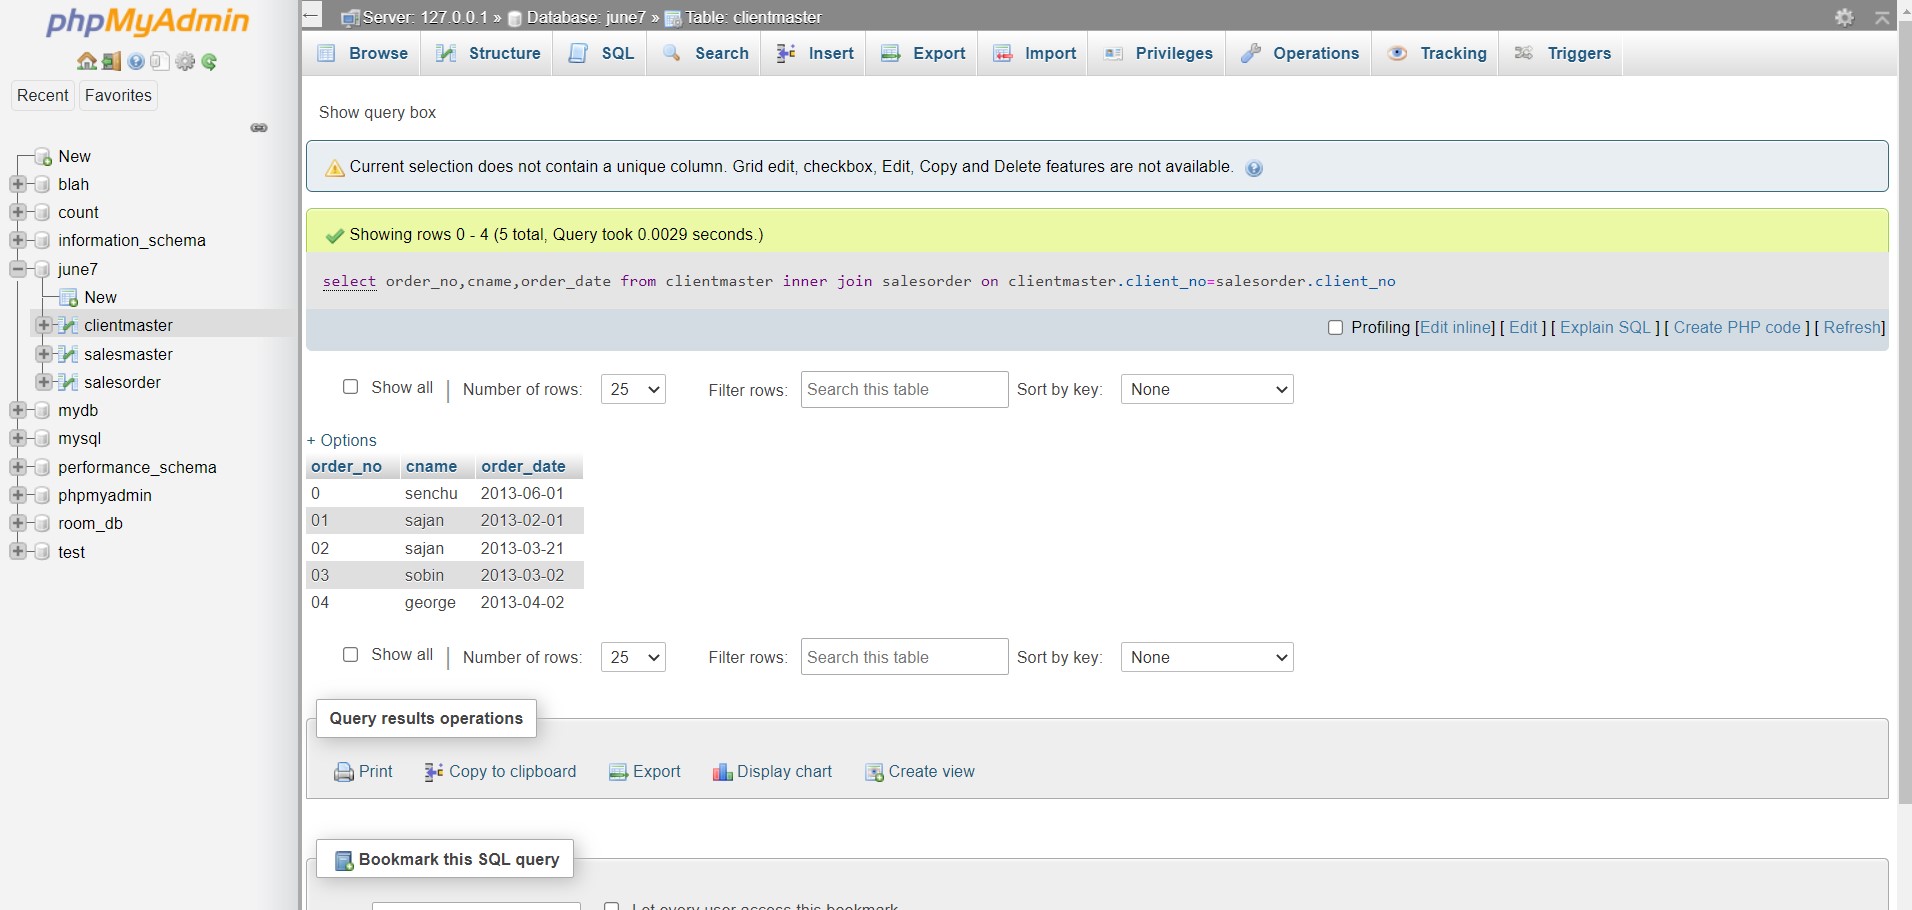 phpMyAdmin
Recent Favorites
New
blah
count
information_schema
june7
New
clientmaster
salesmaster
salesorder
mydb
mysql
performance_schema
phpmyadmin
room_db
test
Server: 127.0.0.1 » Database: june7 » Table: clientmaster
Browse Structure SQL Search Insert Export Import Privileges Operations Tracking Triggers
Show query box
Current selection does not contain a unique column. Grid edit, checkbox, Edit, Copy and Delete features are not available.
Showing rows 0 - 4 (5 total, Query took 0.0029 seconds.)
select order_no,cname,order_date from clientmaster inner join salesorder on clientmaster.client_no=salesorder.client_no
Profiling [Edit inline] [ Edit ] [ Explain SQL ] [ Create PHP code ] [ Refresh]
Show all | Number of rows: 25 Filter rows: Search this table Sort by key: None
+ Options
order_no cname order_date
0 senchu 2013-06-01
01 sajan 2013-02-01
02 sajan 2013-03-21
03 sobin 2013-03-02
04 george 2013-04-02
Show all | Number of rows: 25 Filter rows: Search this table Sort by key: None
Query results operations
Print Copy to clipboard Export Display chart Create view
Bookmark this SQL query
Let every user access this bookmark